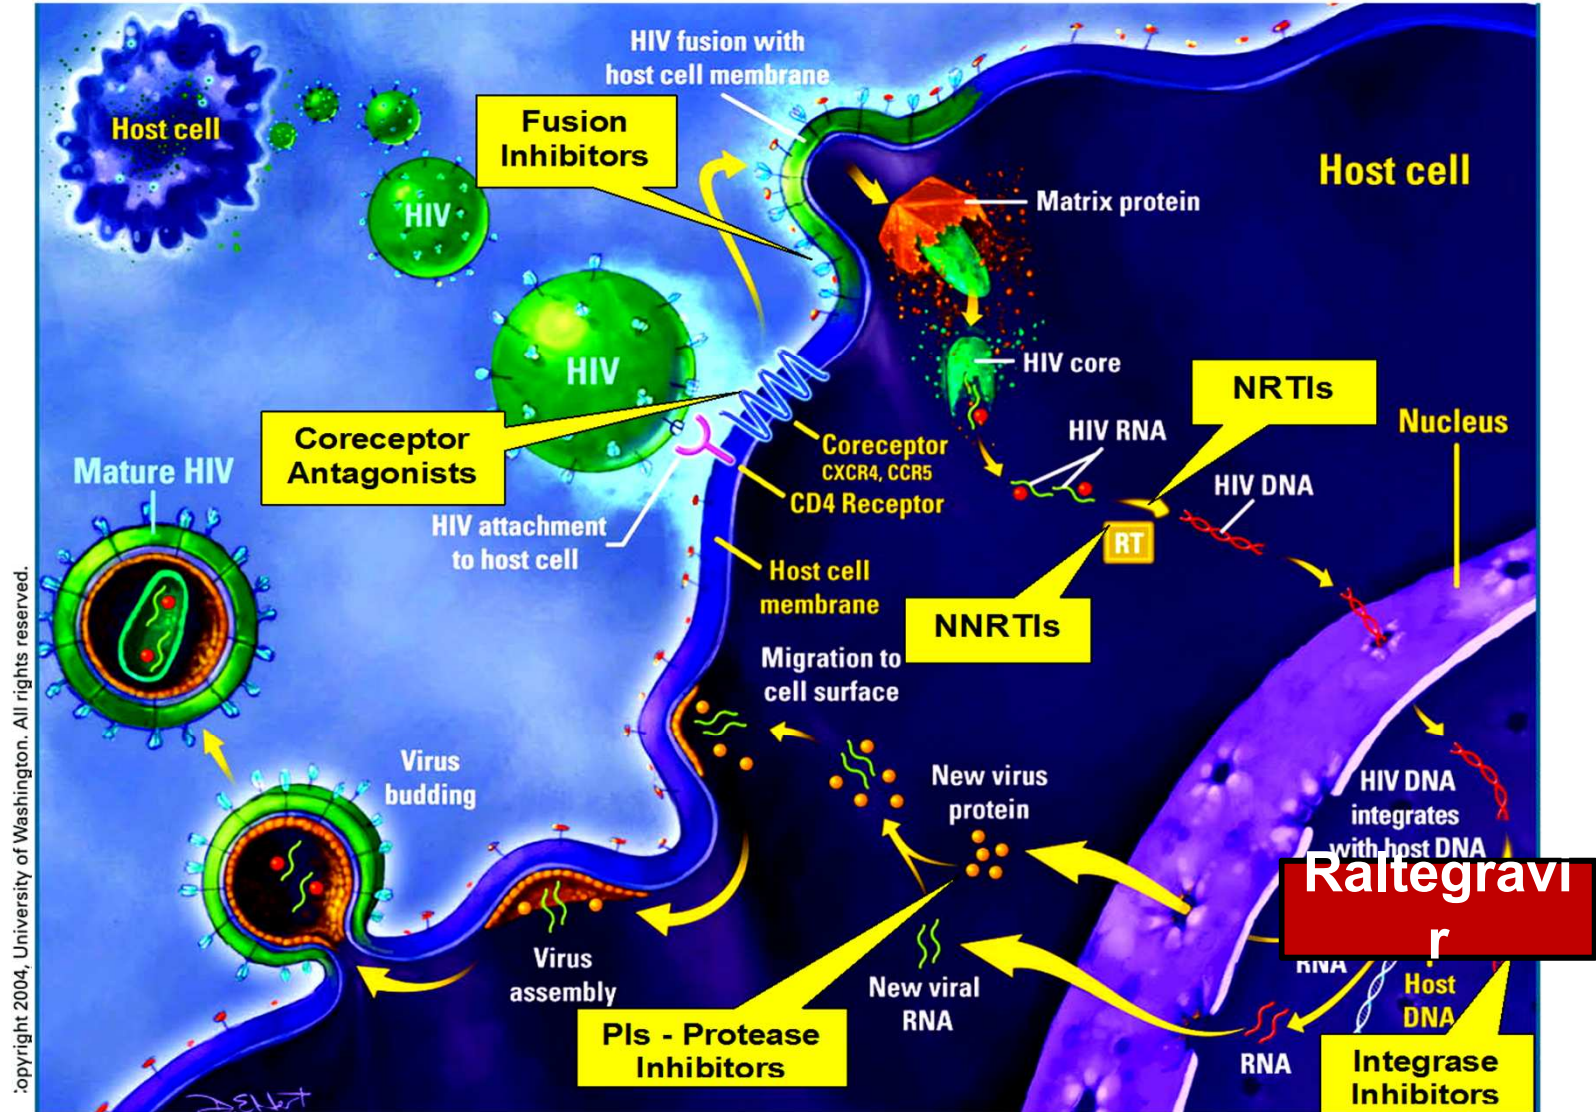 HIV fusion with
host cell membrane
Host cell
Fusion
Inhibitors
Host cell
Matrix protein
HIV
HIV
HIV core
NRTIs
Nucleus
Coreceptor
Antagonists
Coreceptor
CXCR4, CCR5
CD4 Receptor
HIV RNA
HIV DNA
Mature HIV
HIV attachment
to host cell
RT
Host cell
membrane
NNRTIs
Migration to
cell surface
Virus
budding
New virus
protein
HIV DNA
integrates
with host DNA
Raltegravi
r
RNA
Host
DNA
Virus
assembly
New viral
RNA
PIs - Protease
Inhibitors
RNA
Integrase
Inhibitors
opyright 2004, University of Washington. All rights reserved.